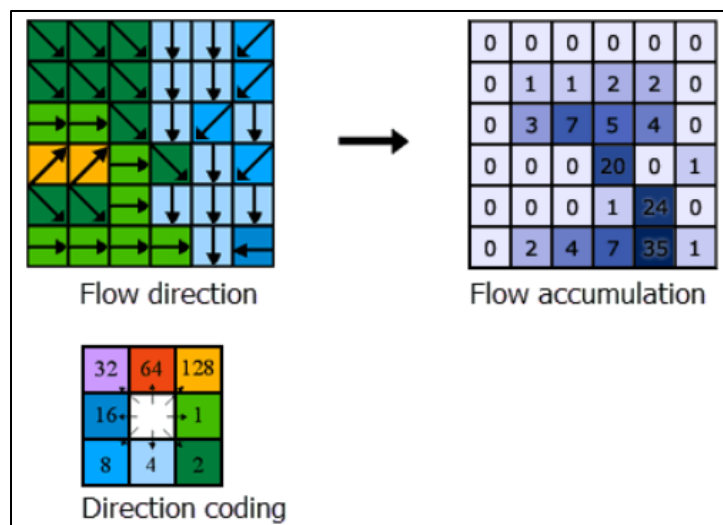 0 0 0 0 0 0
0 1 1 2 2 0
0 3 7 5 4 0
0 0 0 20 0 1
0 0 0 1 24 0
0 2 4 7 35 1
Flow direction
Flow accumulation
32 64 128
16 1
8 4 2
Direction coding